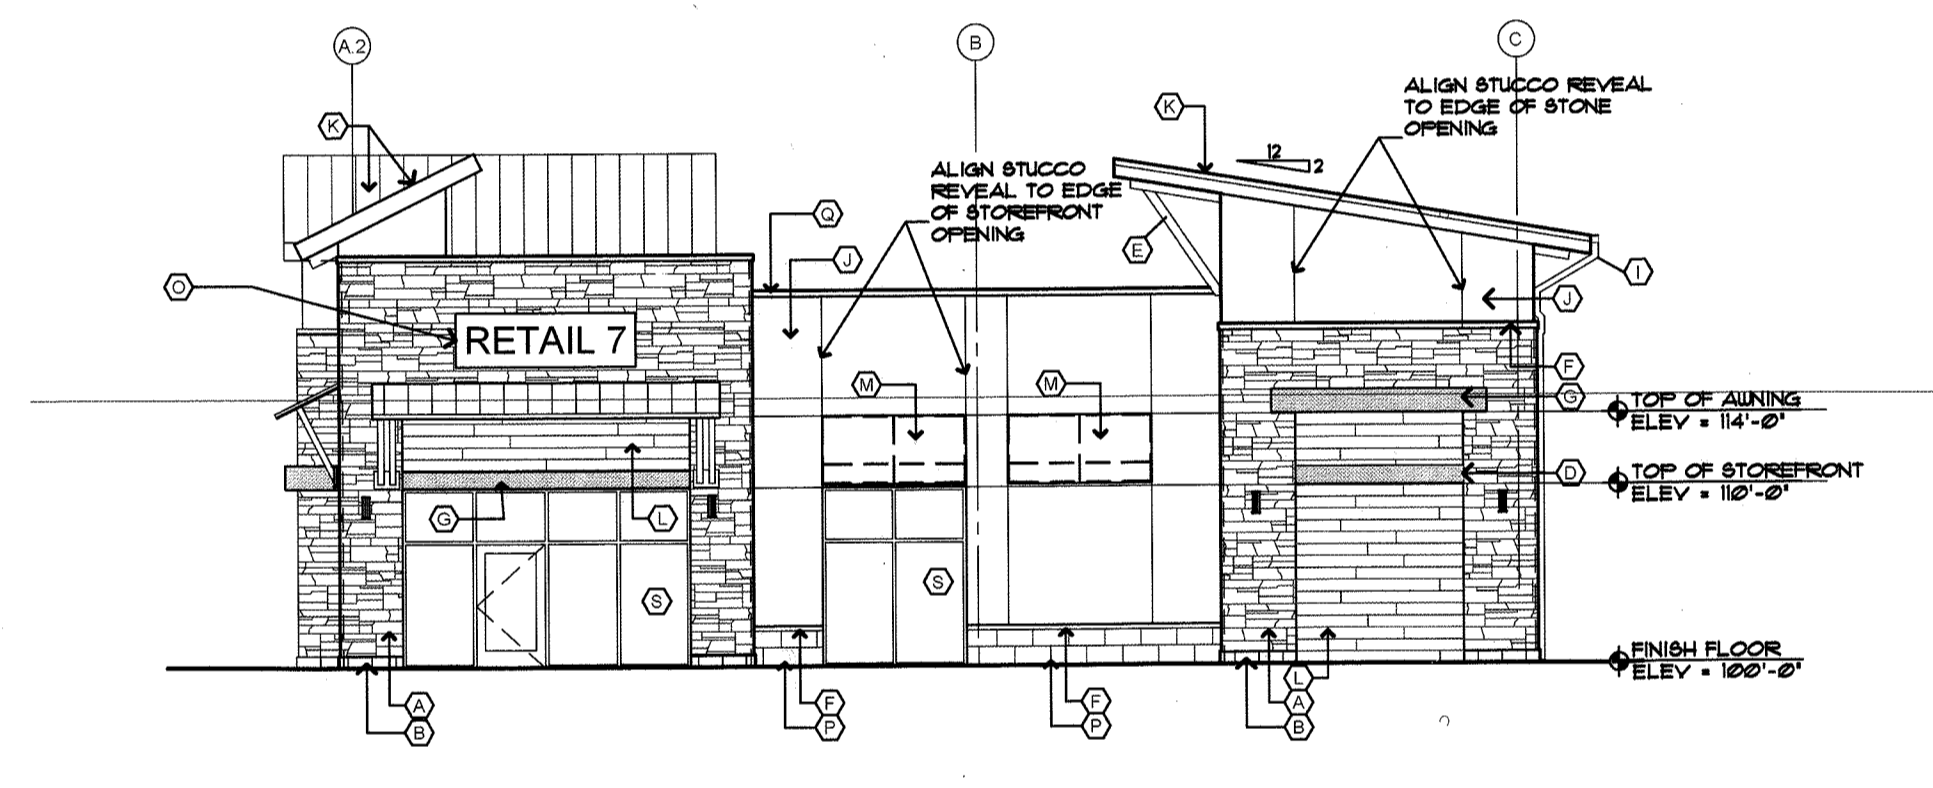 A.2
B
C
K
K
ALIGN STUCCO REVEAL
TO EDGE OF STONE
OPENING
12
2
ALIGN STUCCO
REVEAL TO EDGE
OF STOREFRONT
OPENING
Q
E
J
I
O
J
RETAIL 7
F
M
M
G
TOP OF AWNING
ELEV = 114'-0"
D
TOP OF STOREFRONT
ELEV = 110'-0"
G
L
S
S
FINISH FLOOR
ELEV = 100'-0"
L
A
F
F
A
B
P
P
B